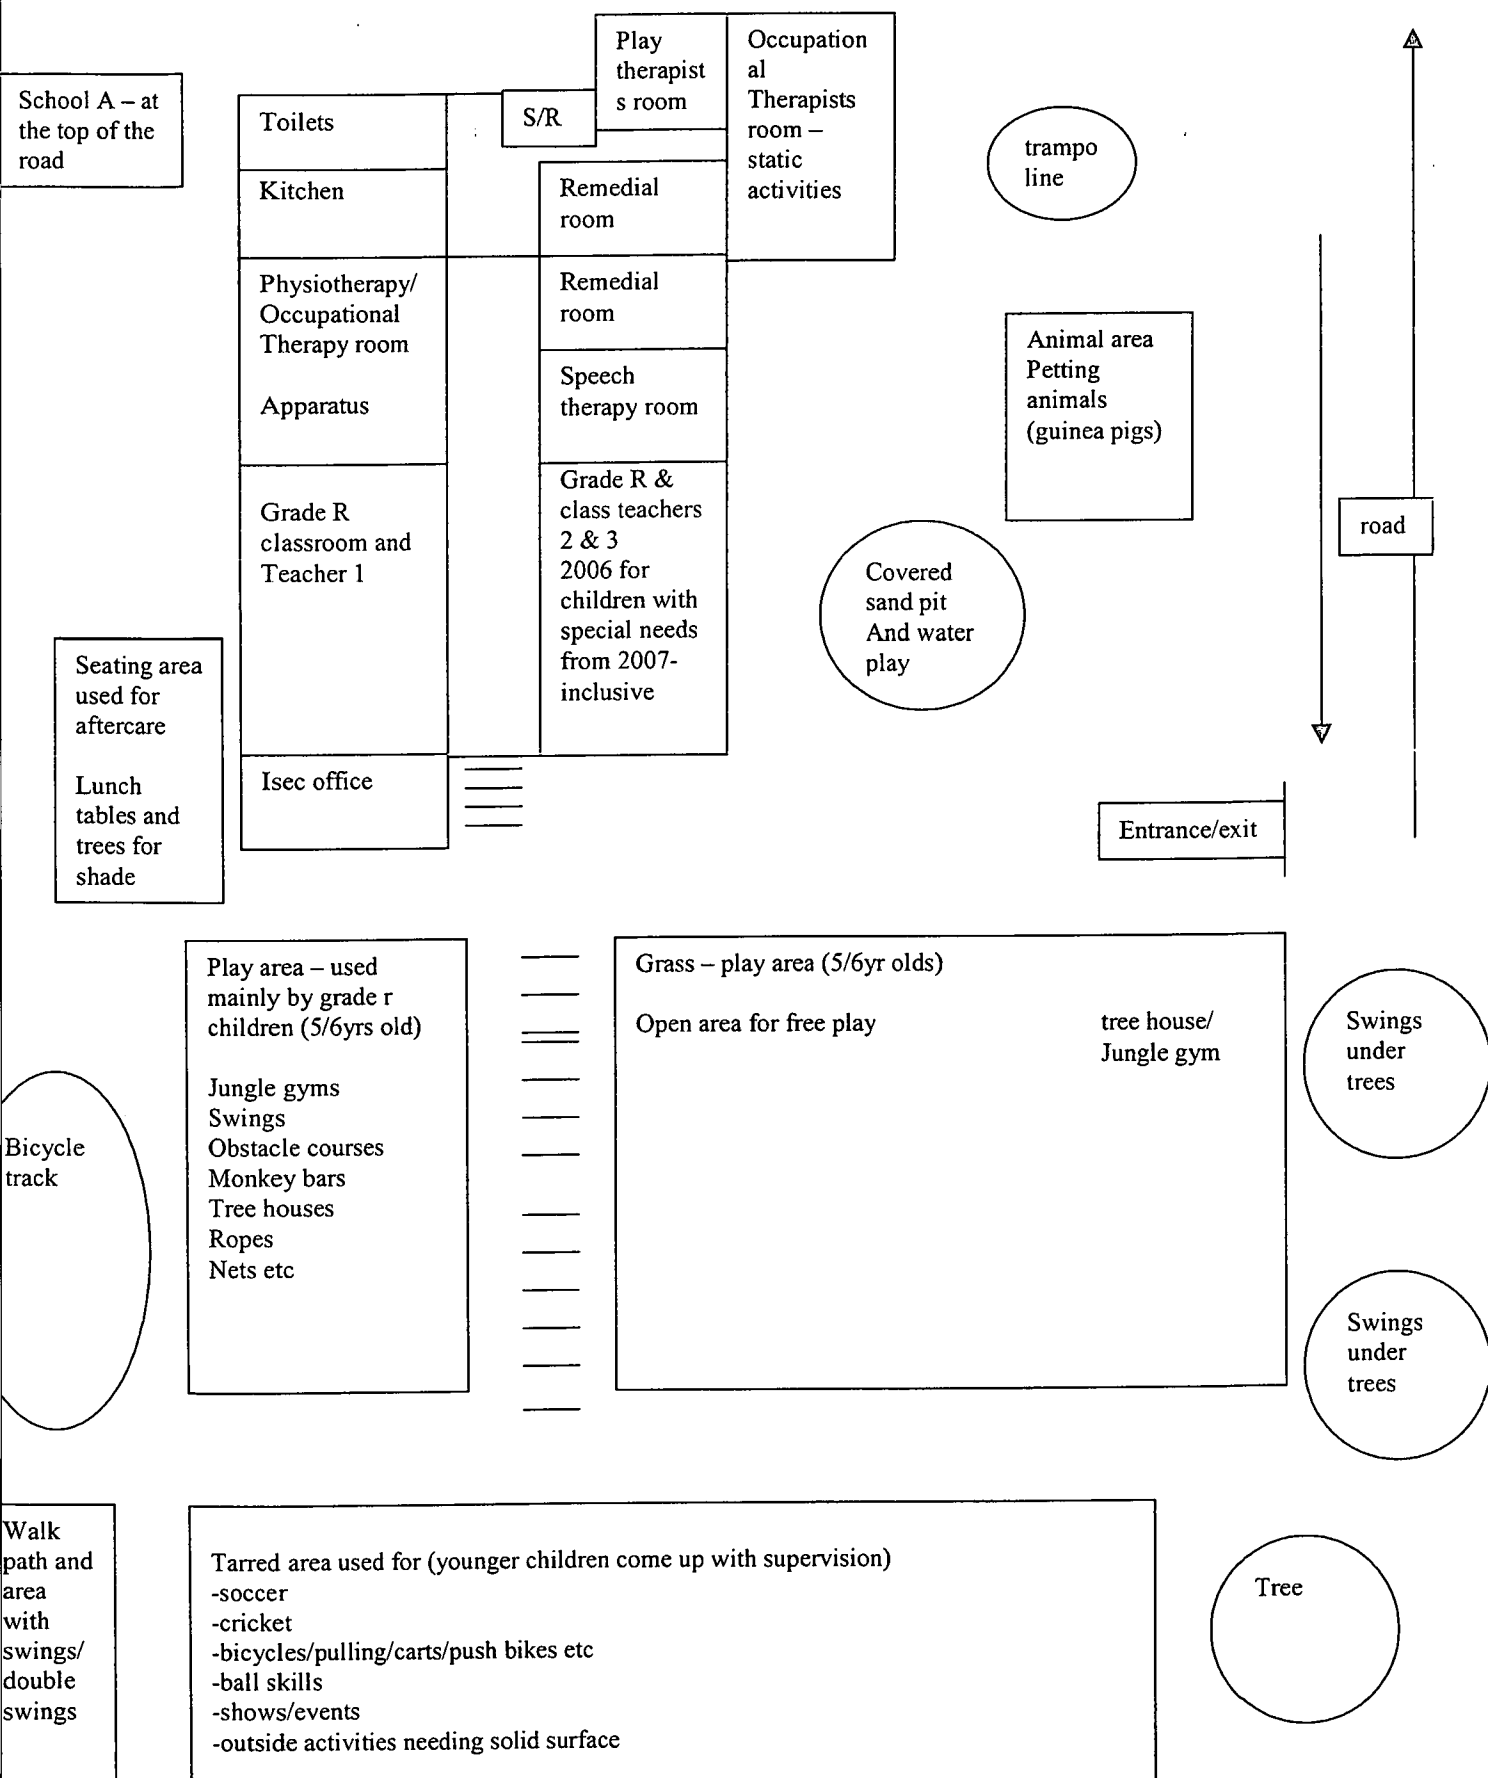 School A – at
the top of the
road
Toilets
S/R
Play
therapist
s room
Occupation
al
Therapists
room –
static
activities
trampo
line
Kitchen
Remedial
room
Physiotherapy/
Occupational
Therapy room
Apparatus
Remedial
room
Speech
therapy room
Animal area
Petting
animals
(guinea pigs)
Grade R
classroom and
Teacher 1
Grade R &
class teachers
2 & 3
2006 for
children with
special needs
from 2007-
inclusive
Covered
sand pit
And water
play
road
Seating area
used for
aftercare
Lunch
tables and
trees for
shade
Isec office
Entrance/exit
Play area – used
mainly by grade r
children (5/6yrs old)
Jungle gyms
Swings
Obstacle courses
Monkey bars
Tree houses
Ropes
Nets etc
Grass – play area (5/6yr olds)
Open area for free play
tree house/
Jungle gym
Swings
under
trees
Bicycle
track
Swings
under
trees
Walk
path and
area
with
swings/
double
swings
Tarred area used for (younger children come up with supervision)
-soccer
-cricket
-bicycles/pulling/carts/push bikes etc
-ball skills
-shows/events
-outside activities needing solid surface
Tree